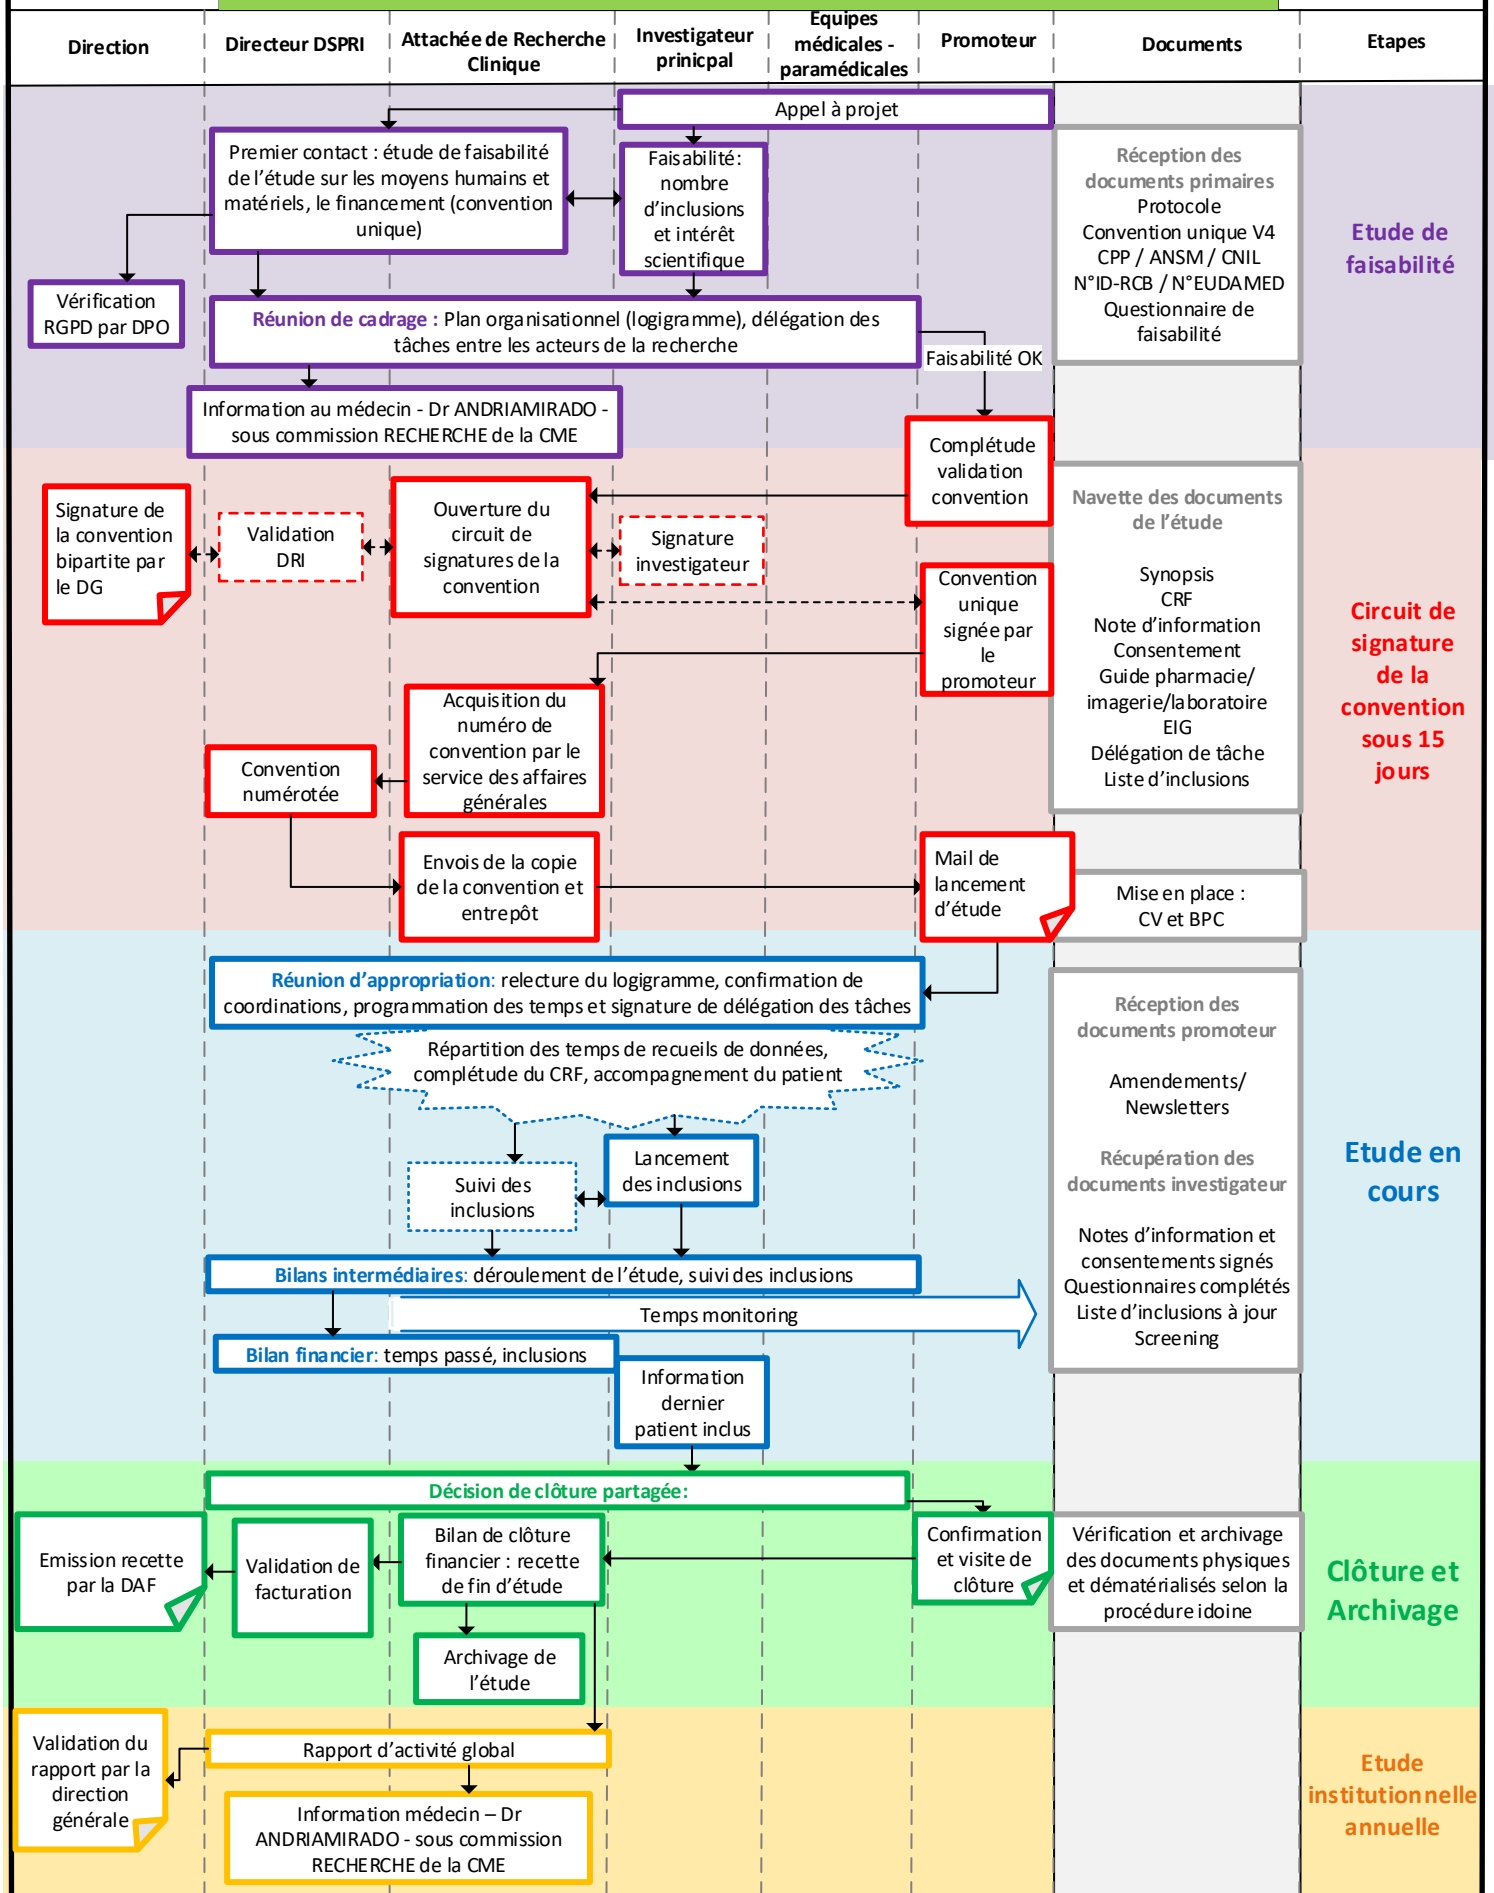 Direction
Directeur DSPRI
Attachée de Recherche
Clinique
Investigateur
prinicpal
Equipes
médicales -
paramédicales
Promoteur
Documents
Etapes
Appel à projet
Premier contact : étude de faisabilité
de l'étude sur les moyens humains et
matériels, le financement (convention
unique)
Faisabilité:
nombre
d'inclusions
et intérêt
scientifique
Réception des
documents primaires
Protocole
Convention unique V4
CPP / ANSM / CNIL
N°ID-RCB / N°EUDAMED
Questionnaire de
faisabilité
Etude de
faisabilité
Vérification
RGPD par DPO
Réunion de cadrage : Plan organisationnel (logigramme), délégation des
tâches entre les acteurs de la recherche
Faisabilité OK
Information au médecin - Dr ANDRIAMIRADO -
sous commission RECHERCHE de la CME
Complétude
validation
convention
Signature de
la convention
bipartite par
le DG
Validation
DRI
Ouverture du
circuit de
signatures de la
convention
Signature
investigateur
Convention
unique
signée par
le
promoteur
Navette des documents
de l'étude
Synopsis
CRF
Note d'information
Consentement
Guide pharmacie/
imagerie/laboratoire
EIG
Délégation de tâche
Liste d'inclusions
Circuit de
signature
de la
convention
sous 15
jours
Acquisition du
numéro de
convention par le
service des affaires
générales
Convention
numérotée
Envois de la copie
de la convention et
entrepôt
Mail de
lancement
d'étude
Mise en place :
CV et BPC
Réunion d'appropriation: relecture du logigramme, confirmation de
coordinations, programmation des temps et signature de délégation des tâches
Répartition des temps de recueils de données,
complétude du CRF, accompagnement du patient
Suivi des
inclusions
Lancement
des inclusions
Réception des
documents promoteur
Amendements/
Newsletters
Récupération des
documents investigateur
Notes d'information et
consentements signés
Questionnaires complétés
Liste d'inclusions à jour
Screening
Etude en
cours
Bilans intermédiaires: déroulement de l'étude, suivi des inclusions
Temps monitoring
Bilan financier: temps passé, inclusions
Information
dernier
patient inclus
Décision de clôture partagée:
Emission recette
par la DAF
Validation de
facturation
Bilan de clôture
financier : recette
de fin d'étude
Confirmation
et visite de
clôture
Vérification et archivage
des documents physiques
et dématérialisés selon la
procédure idoine
Clôture et
Archivage
Archivage de
l'étude
Validation du
rapport par la
direction
générale
Rapport d'activité global
Information médecin – Dr
ANDRIAMIRADO - sous commission
RECHERCHE de la CME
Etude
institutionnelle
annuelle